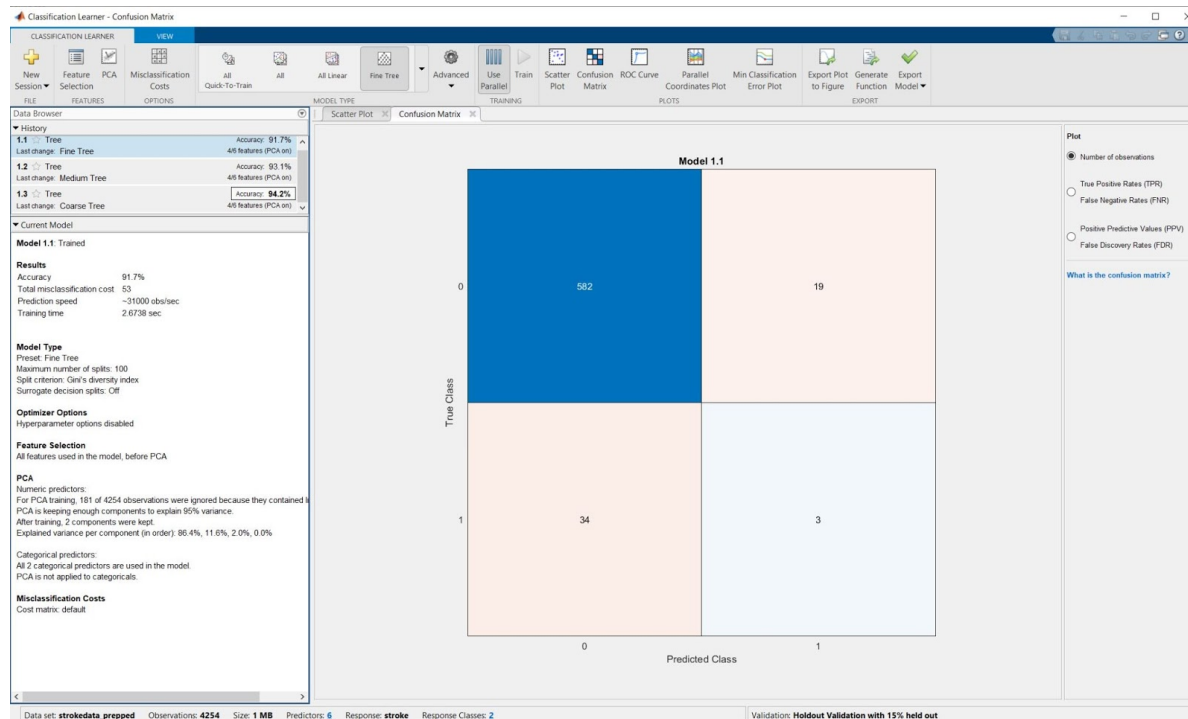 Classification Learner - Confusion Matrix
CLASSIFICATION LEARNER VIEW
New Session
Feature Selection
PCA
Misclassification Costs
All Quick-To-Train
All
All Linear
Fine Tree
Advanced
Use Parallel
Train
Scatter Plot
Confusion Matrix
ROC Curve
Parallel Coordinates Plot
Min Classification Error Plot
Export Plot to Figure
Generate Function
Export Model
FILE FEATURES OPTIONS MODEL TYPE TRAINING PLOTS EXPORT
Data Browser
Scatter Plot Confusion Matrix
History
1.1 Tree Accuracy: 91.7%
Last change: Fine Tree 4/6 features (PCA on)
1.2 Tree Accuracy: 93.1%
Last change: Medium Tree 4/6 features (PCA on)
1.3 Tree Accuracy: 94.2%
Last change: Coarse Tree 4/6 features (PCA on)
Current Model
Model 1.1: Trained
Results
Accuracy 91.7%
Total misclassification cost 53
Prediction speed ~31000 obs/sec
Training time 2.6738 sec
Model Type
Preset: Fine Tree
Maximum number of splits: 100
Split criterion: Gini's diversity index
Surrogate decision splits: Off
Optimizer Options
Hyperparameter options disabled
Feature Selection
All features used in the model, before PCA
PCA
Numeric predictors:
For PCA training, 181 of 4254 observations were ignored because they contained
PCA is keeping enough components to explain 95% variance.
After training, 2 components were kept.
Explained variance per component (in order): 86.4%, 11.6%, 2.0%, 0.0%
Categorical predictors:
All 2 categorical predictors are used in the model.
PCA is not applied to categoricals.
Misclassification Costs
Cost matrix: default
Model 1.1
True Class
0
582
19
1
34
3
0
1
Predicted Class
Plot
Number of observations
True Positive Rates (TPR)
False Negative Rates (FNR)
Positive Predictive Values (PPV)
False Discovery Rates (FDR)
What is the confusion matrix?
Data set: strokedata_prepped Observations: 4254 Size: 1 MB Predictors: 6 Response: stroke Response Classes: 2 Validation: Holdout Validation with 15% held out